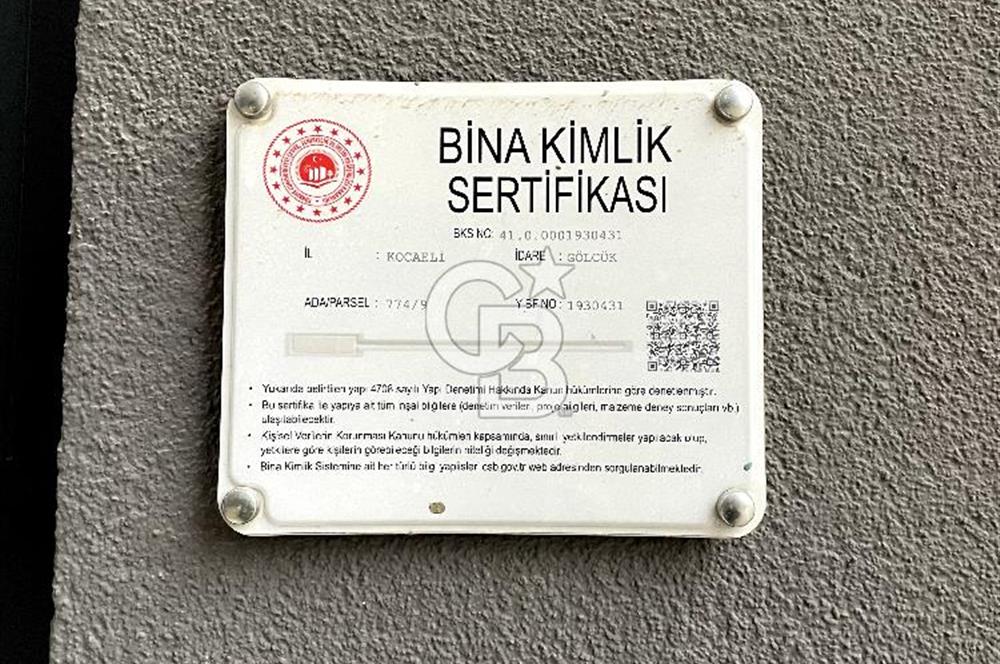 BİNA KİMLİK
SERTİFİKASI
BKS NO: 41.0.0001930431
İL : KOCAELİ İDARE : GÖLCÜK
ADA/PARSEL : 774/9 YİBF NO : 1930431
CB
• Yukarıda belirtilen yapı 4708 sayılı Yapı Denetimi Hakkında Kanun hükümlerine göre denetlenmiştir.
• Bu sertifika ile yapıya ait tüm inşai bilgilere (denetim verileri, proje bilgileri, malzeme deney sonuçları vb.)
ulaşılabilecektir.
• Kişisel Verilerin Korunması Kanunu hükümleri kapsamında, sınırlı yetkilendirmeler yapılacak olup,
yetkilere göre kişilerin görebileceği bilgilerin niteliği değişmektedir.
• Bina Kimlik Sistemine ait her türlü bilgi yapiisleri.csb.gov.tr web adresinden sorgulanabilmektedir.